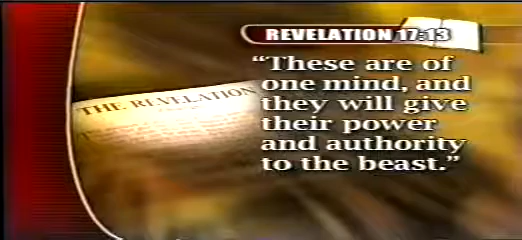 REVELATION 17:13
"These are of
one mind, and
they will give
their power
and authority
to the beast."
THE REVELATION